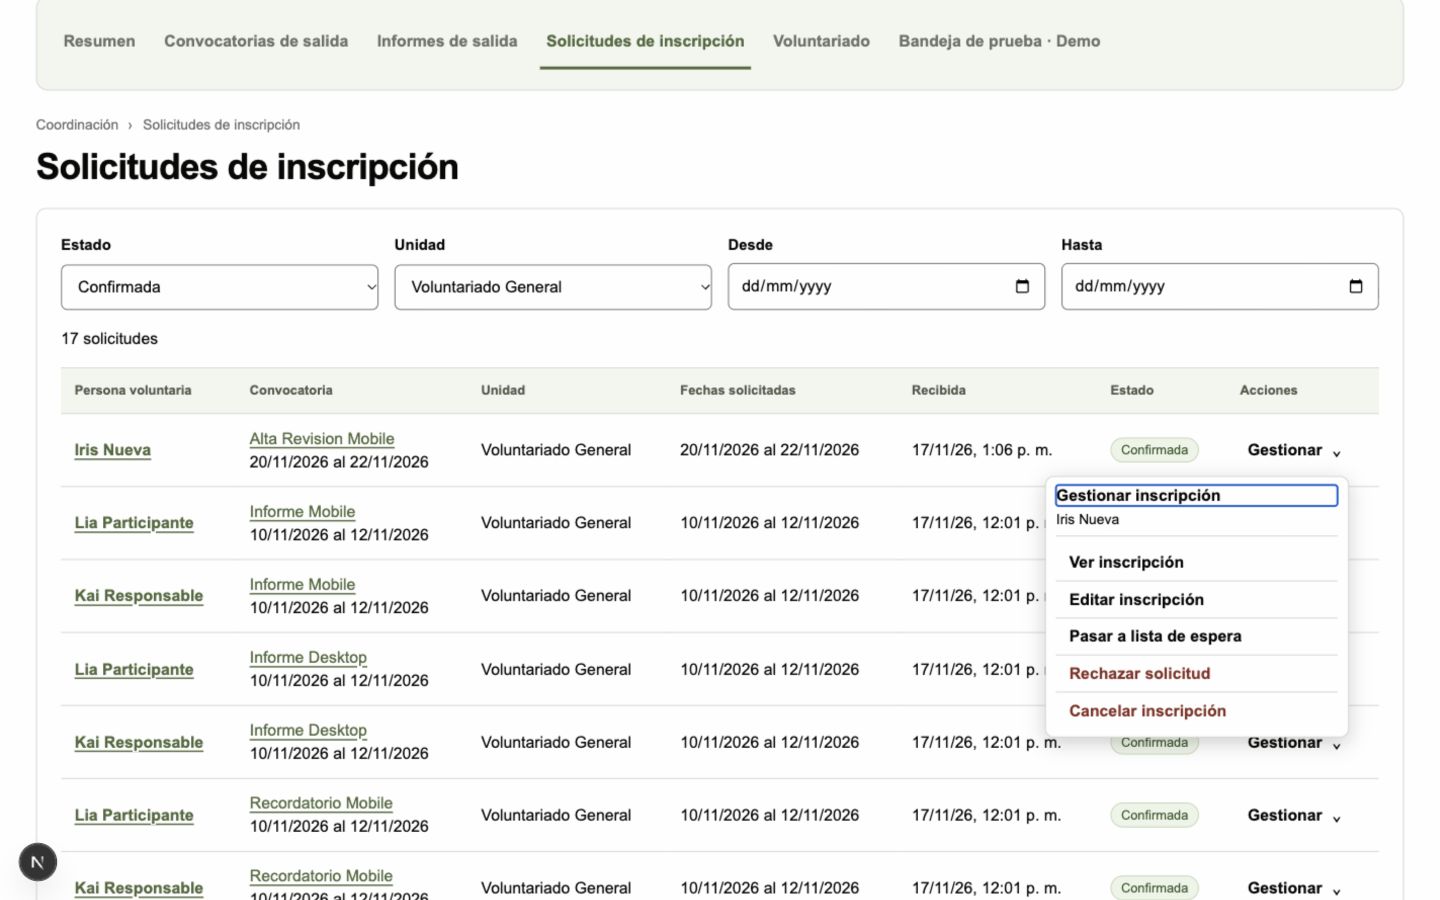 Resumen Convocatorias de salida Informes de salida Solicitudes de inscripción Voluntariado Bandeja de prueba · Demo
Coordinación › Solicitudes de inscripción
Solicitudes de inscripción
Estado Unidad Desde Hasta
Confirmada Voluntariado General dd/mm/yyyy dd/mm/yyyy
17 solicitudes
Persona voluntaria Convocatoria Unidad Fechas solicitadas Recibida Estado Acciones
Iris Nueva Alta Revision Mobile Voluntariado General 20/11/2026 al 22/11/2026 17/11/26, 1:06 p. m. Confirmada Gestionar
20/11/2026 al 22/11/2026
Gestionar inscripción
Iris Nueva
Ver inscripción
Editar inscripción
Pasar a lista de espera
Rechazar solicitud
Cancelar inscripción
Lia Participante Informe Mobile Voluntariado General 10/11/2026 al 12/11/2026 17/11/26, 12:01 p.
10/11/2026 al 12/11/2026
Kai Responsable Informe Mobile Voluntariado General 10/11/2026 al 12/11/2026 17/11/26, 12:01 p.
10/11/2026 al 12/11/2026
Lia Participante Informe Desktop Voluntariado General 10/11/2026 al 12/11/2026 17/11/26, 12:01 p.
10/11/2026 al 12/11/2026
Kai Responsable Informe Desktop Voluntariado General 10/11/2026 al 12/11/2026 17/11/26, 12:01 p. m. Confirmada Gestionar
10/11/2026 al 12/11/2026
Lia Participante Recordatorio Mobile Voluntariado General 10/11/2026 al 12/11/2026 17/11/26, 12:01 p. m. Confirmada Gestionar
10/11/2026 al 12/11/2026
N
Kai Responsable Recordatorio Mobile Voluntariado General 10/11/2026 al 12/11/2026 17/11/26, 12:01 p. m. Confirmada Gestionar
10/11/2026 al 12/11/2026